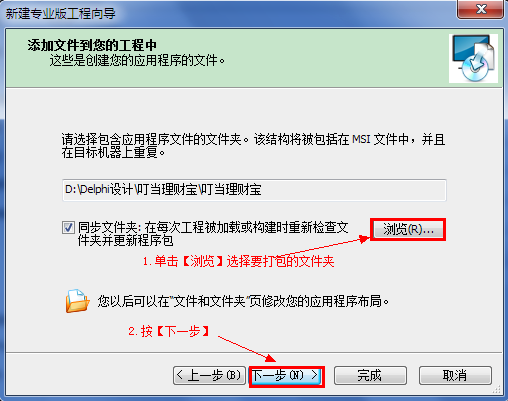 新建专业版工程向导
添加文件到您的工程中
这些是创建您的应用程序的文件。
请选择包含应用程序文件的文件夹。该结构将被包括在 MSI 文件中，并且
在目标机器上重复。
D:\Delphi设计\叮当理财宝\叮当理财宝
同步文件夹: 在每次工程被加载或构建时重新检查文
件夹并更新程序包
浏览(R)...
1.单击【浏览】选择要打包的文件夹
您以后可以在"文件和文件夹"页修改您的应用程序布局。
2.按【下一步】
< 上一步(B)
下一步(N) >
完成
取消